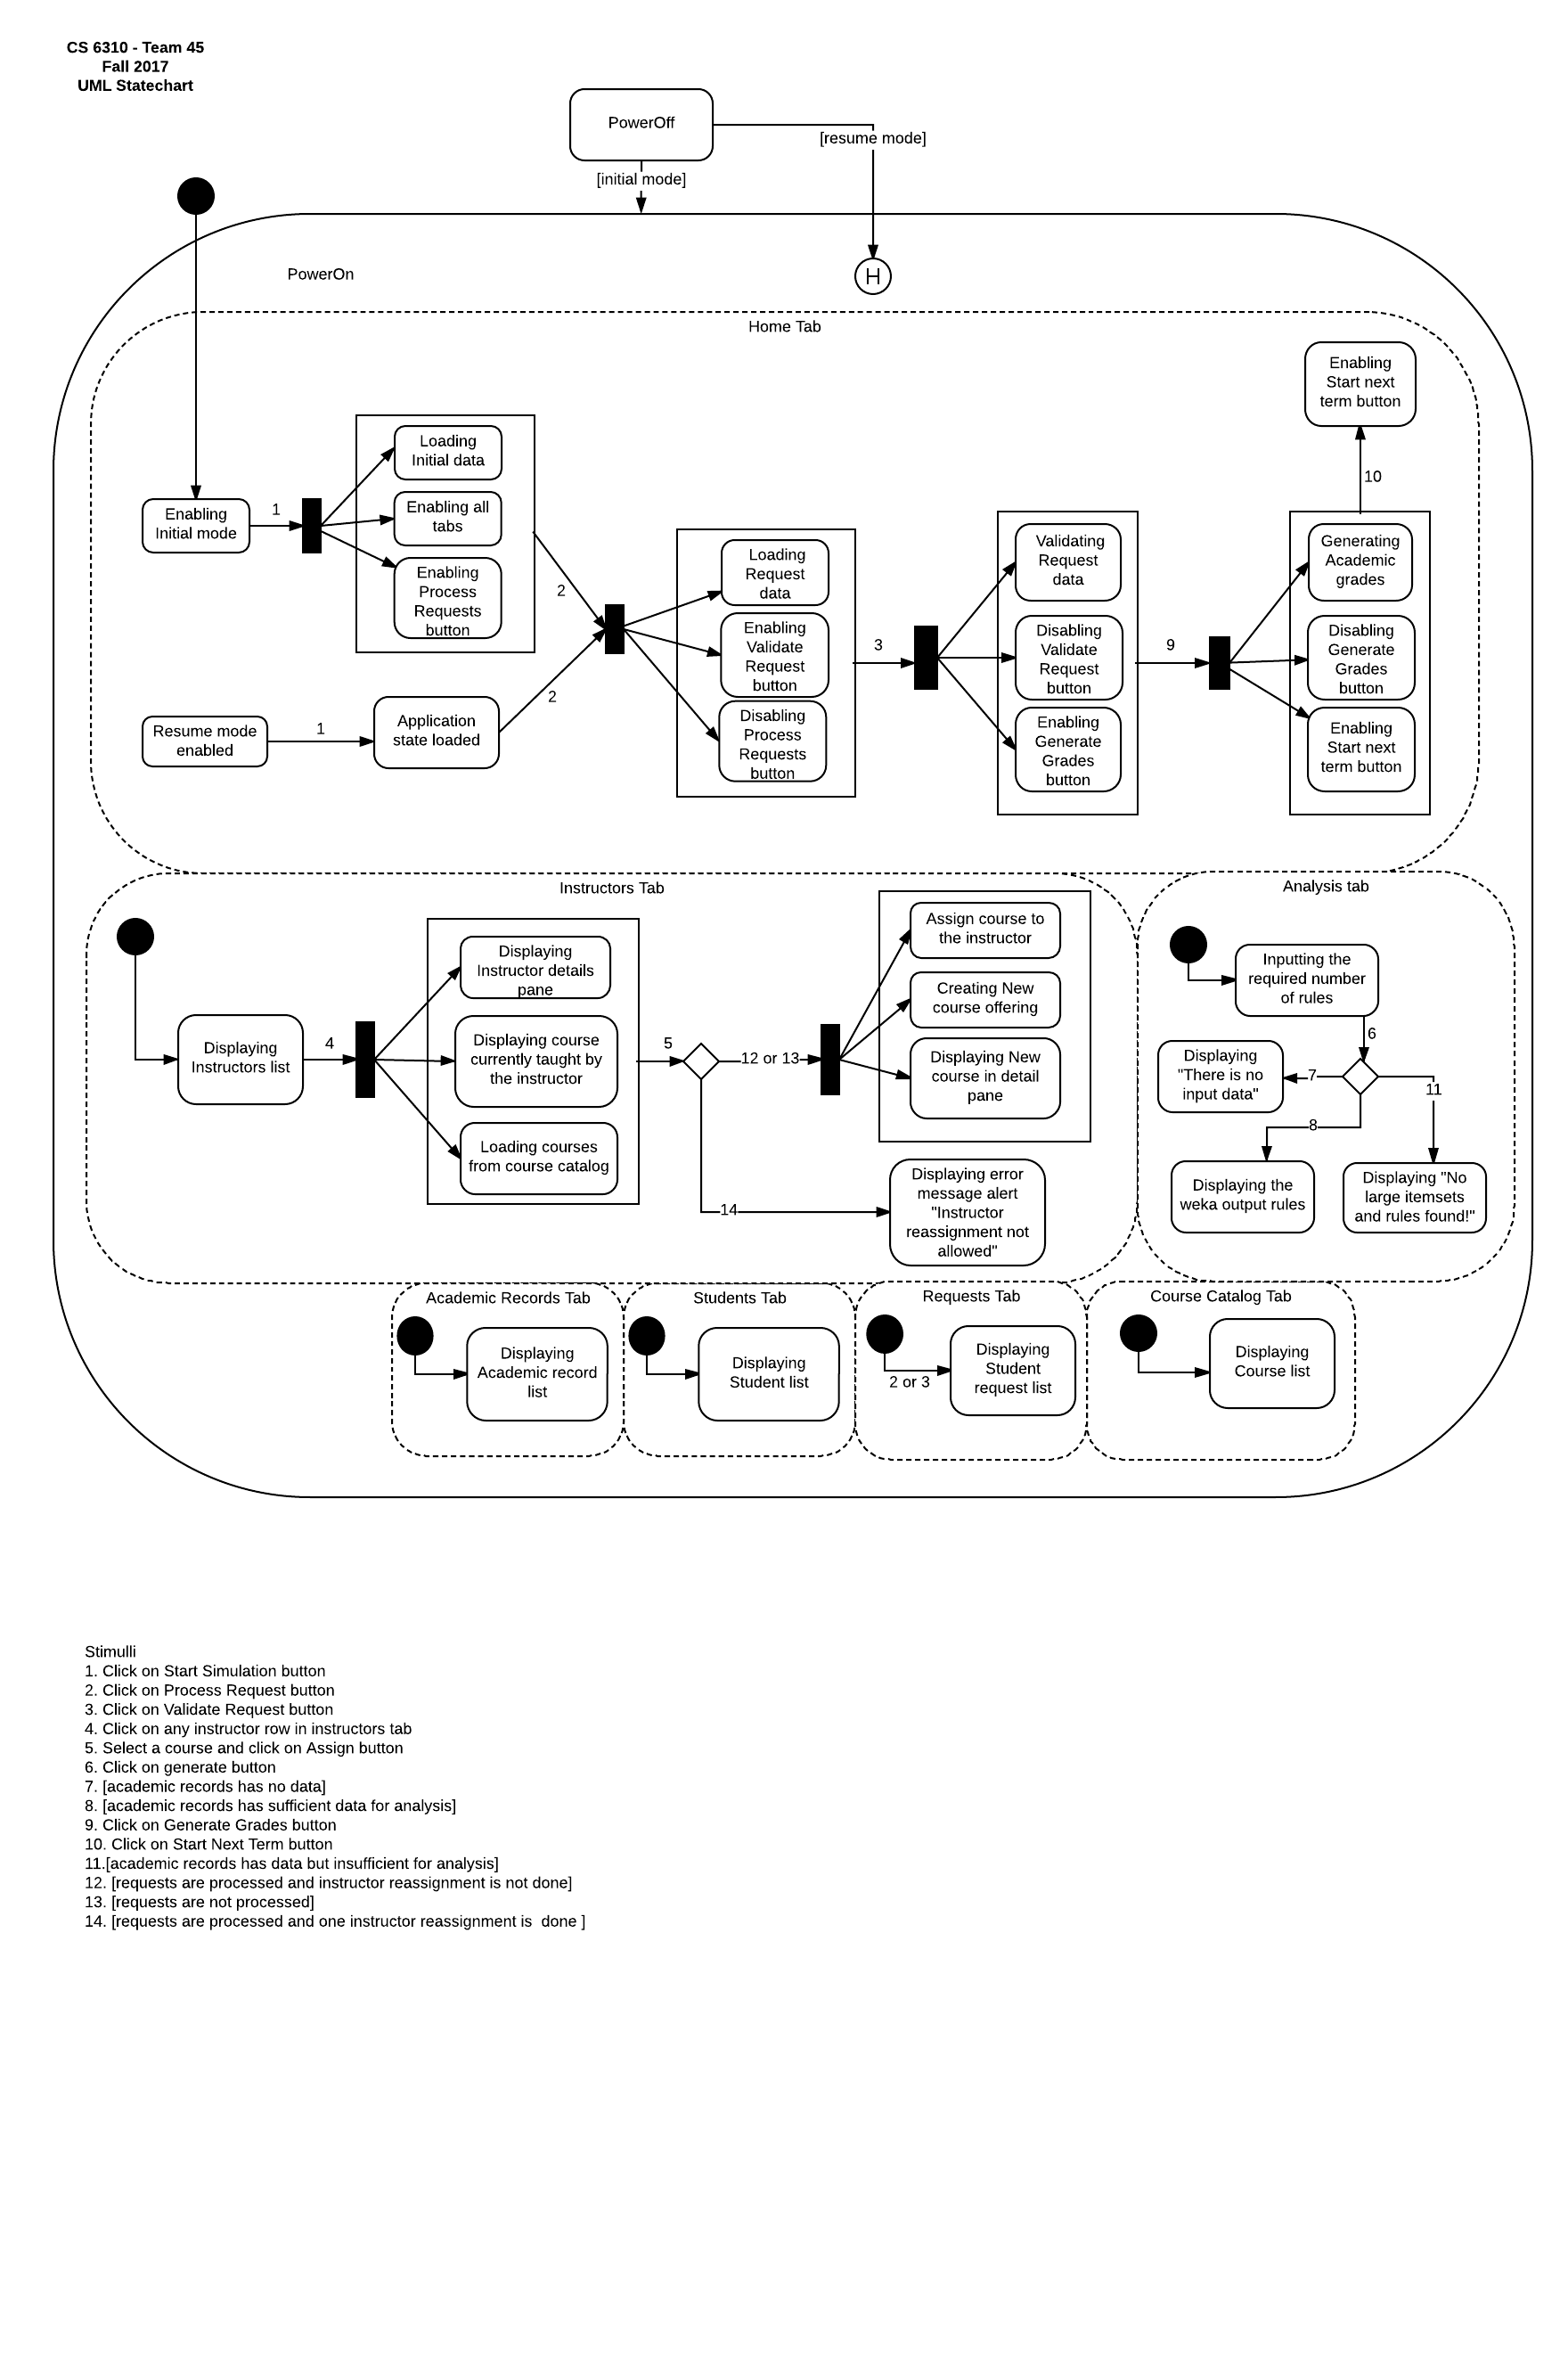 CS 6310 - Team 45
Fall 2017
UML Statechart
PowerOff
[resume mode]
[initial mode]
PowerOn
H
Home Tab
Enabling
Start next
term button
10
Loading
Initial data
Enabling all
tabs
Enabling
Process
Requests
button
Enabling
Initial mode
1
2
Resume mode
enabled
1
Application
state loaded
2
Loading
Request
data
Enabling
Validate
Request
button
Disabling
Process
Requests
button
3
Validating
Request
data
Disabling
Validate
Request
button
Enabling
Generate
Grades
button
9
Generating
Academic
grades
Disabling
Generate
Grades
button
Enabling
Start next
term button
Instructors Tab
Displaying
Instructors list
4
Displaying
Instructor details
pane
Displaying course
currently taught by
the instructor
Loading courses
from course catalog
5
12 or 13
14
Assign course to
the instructor
Creating New
course offering
Displaying New
course in detail
pane
Displaying error
message alert
"Instructor
reassignment not
allowed"
Analysis tab
Inputting the
required number
of rules
6
Displaying
"There is no
input data"
7
11
8
Displaying the
weka output rules
Displaying "No
large itemsets
and rules found!"
Academic Records Tab
Displaying
Academic record
list
Students Tab
Displaying
Student list
Requests Tab
2 or 3
Displaying
Student
request list
Course Catalog Tab
Displaying
Course list
Stimulli
1. Click on Start Simulation button
2. Click on Process Request button
3. Click on Validate Request button
4. Click on any instructor row in instructors tab
5. Select a course and click on Assign button
6. Click on generate button
7. [academic records has no data]
8. [academic records has sufficient data for analysis]
9. Click on Generate Grades button
10. Click on Start Next Term button
11.[academic records has data but insufficient for analysis]
12. [requests are processed and instructor reassignment is not done]
13. [requests are not processed]
14. [requests are processed and one instructor reassignment is  done ]